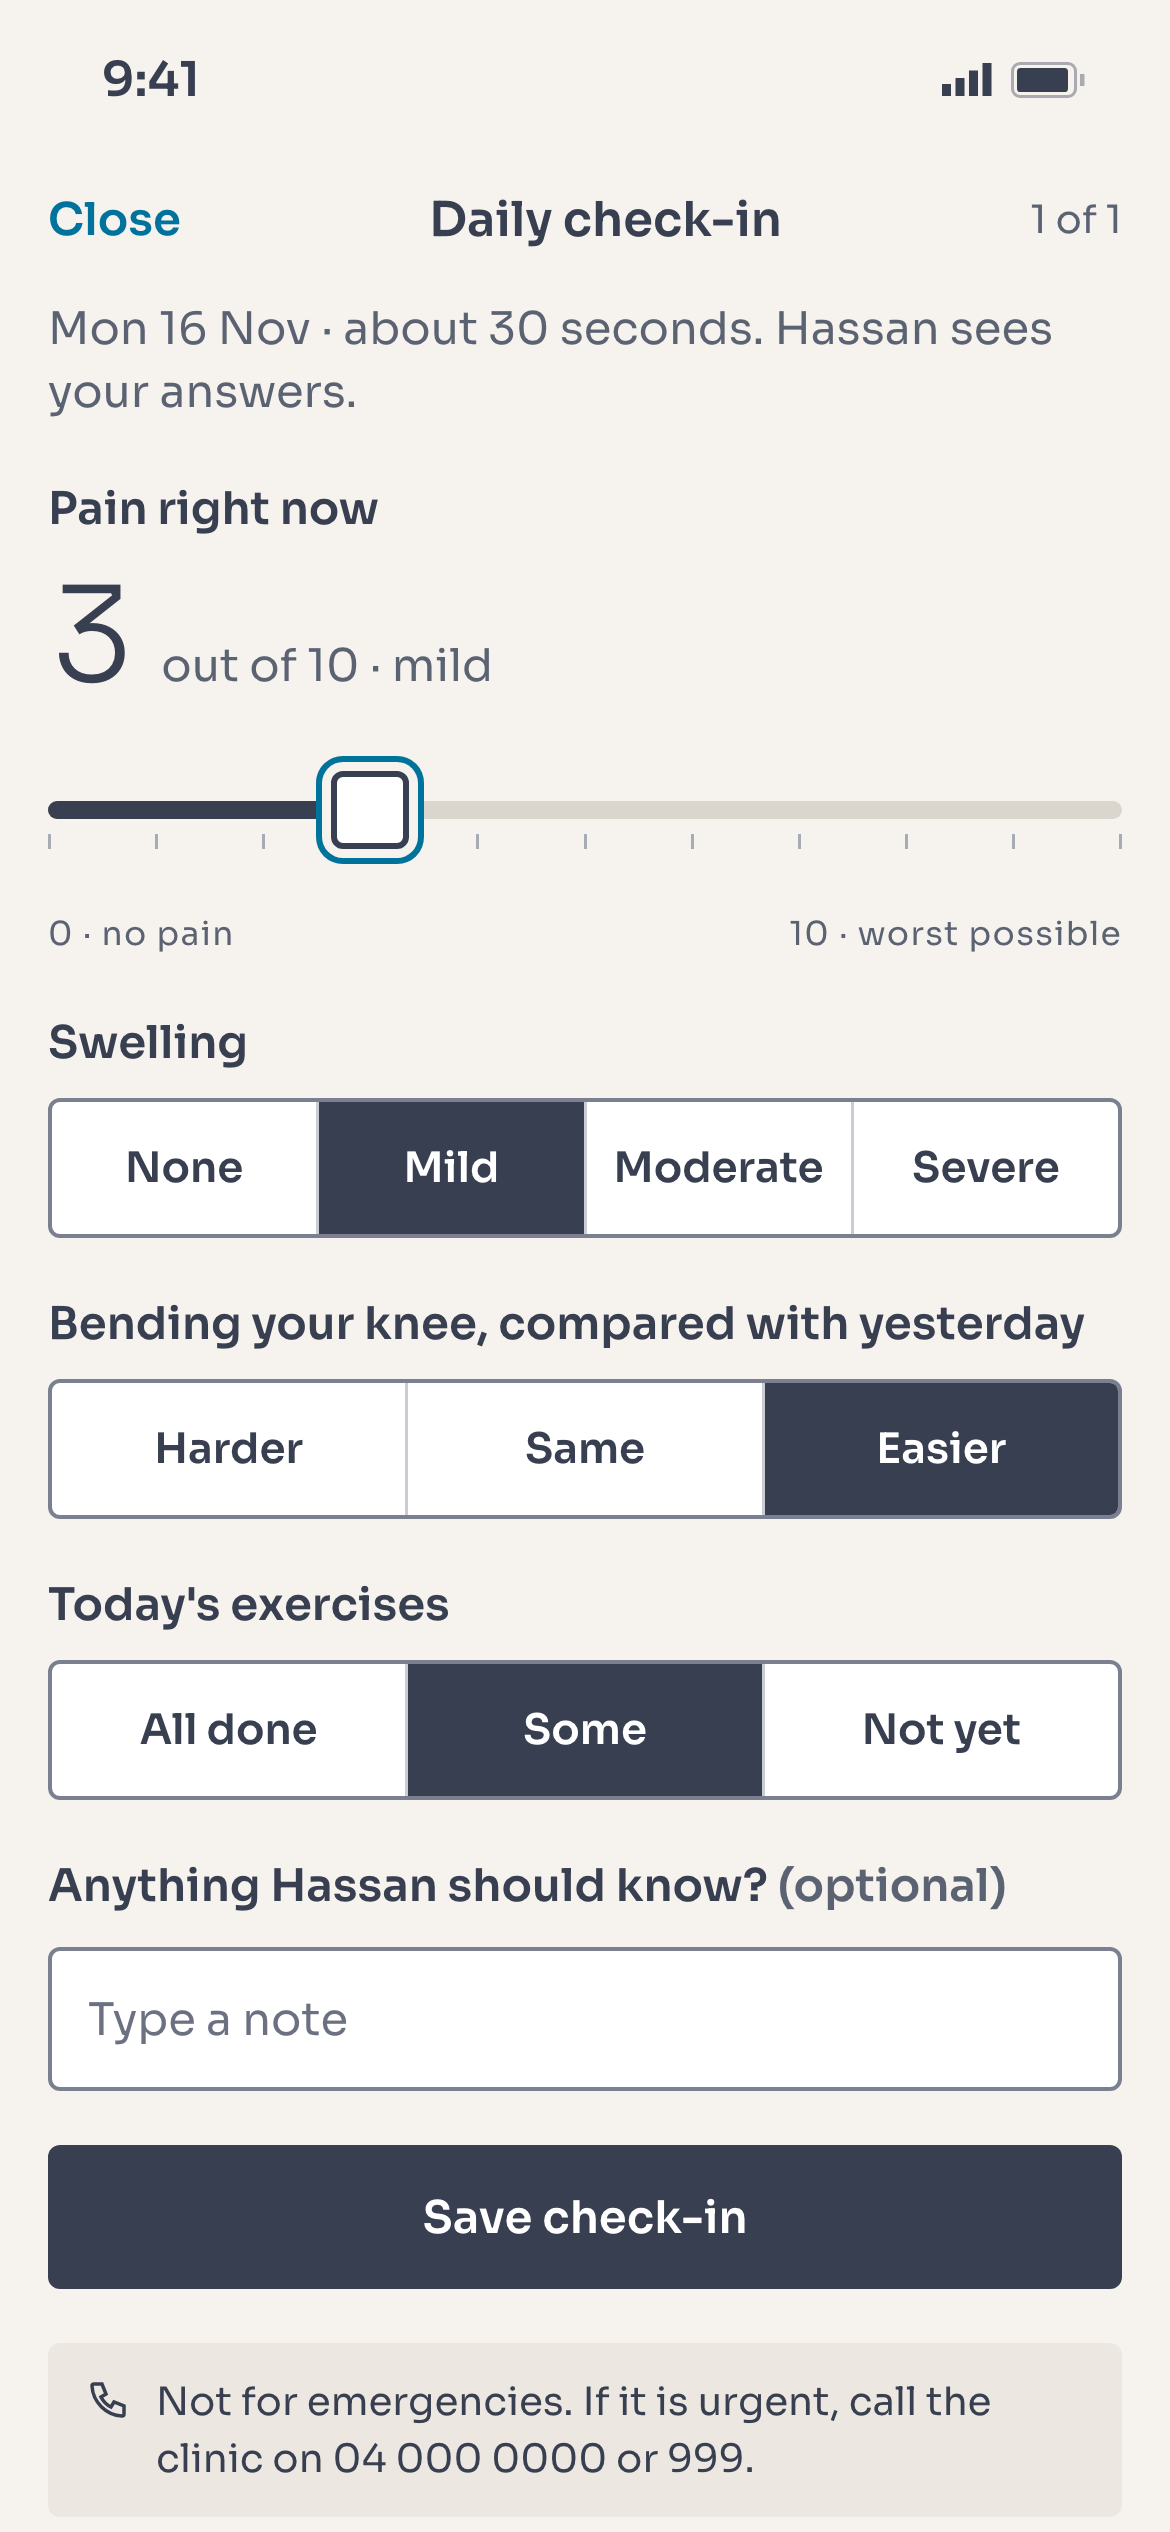 9:41
Close
Daily check-in
1 of 1
Mon 16 Nov · about 30 seconds. Hassan sees
your answers.
Pain right now
3 out of 10 · mild
0 · no pain
10 · worst possible
Swelling
None
Mild
Moderate
Severe
Bending your knee, compared with yesterday
Harder
Same
Easier
Today's exercises
All done
Some
Not yet
Anything Hassan should know? (optional)
Type a note
Save check-in
Not for emergencies. If it is urgent, call the
clinic on 04 000 0000 or 999.